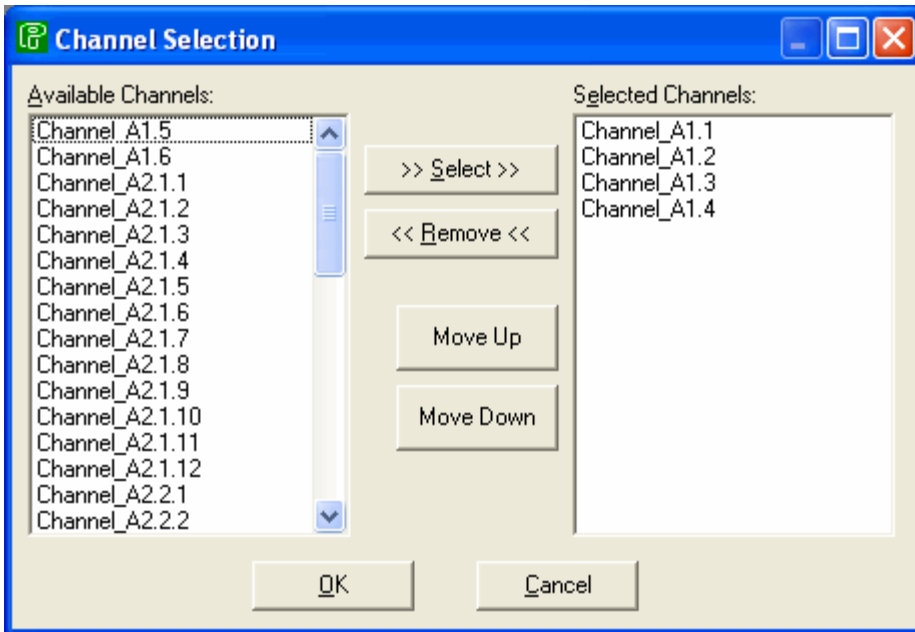 Channel Selection
Available Channels:
Channel_A1.5
Channel_A1.6
Channel_A2.1.1
Channel_A2.1.2
Channel_A2.1.3
Channel_A2.1.4
Channel_A2.1.5
Channel_A2.1.6
Channel_A2.1.7
Channel_A2.1.8
Channel_A2.1.9
Channel_A2.1.10
Channel_A2.1.11
Channel_A2.1.12
Channel_A2.2.1
Channel_A2.2.2
>> Select >>
<< Remove <<
Move Up
Move Down
Selected Channels:
Channel_A1.1
Channel_A1.2
Channel_A1.3
Channel_A1.4
OK
Cancel